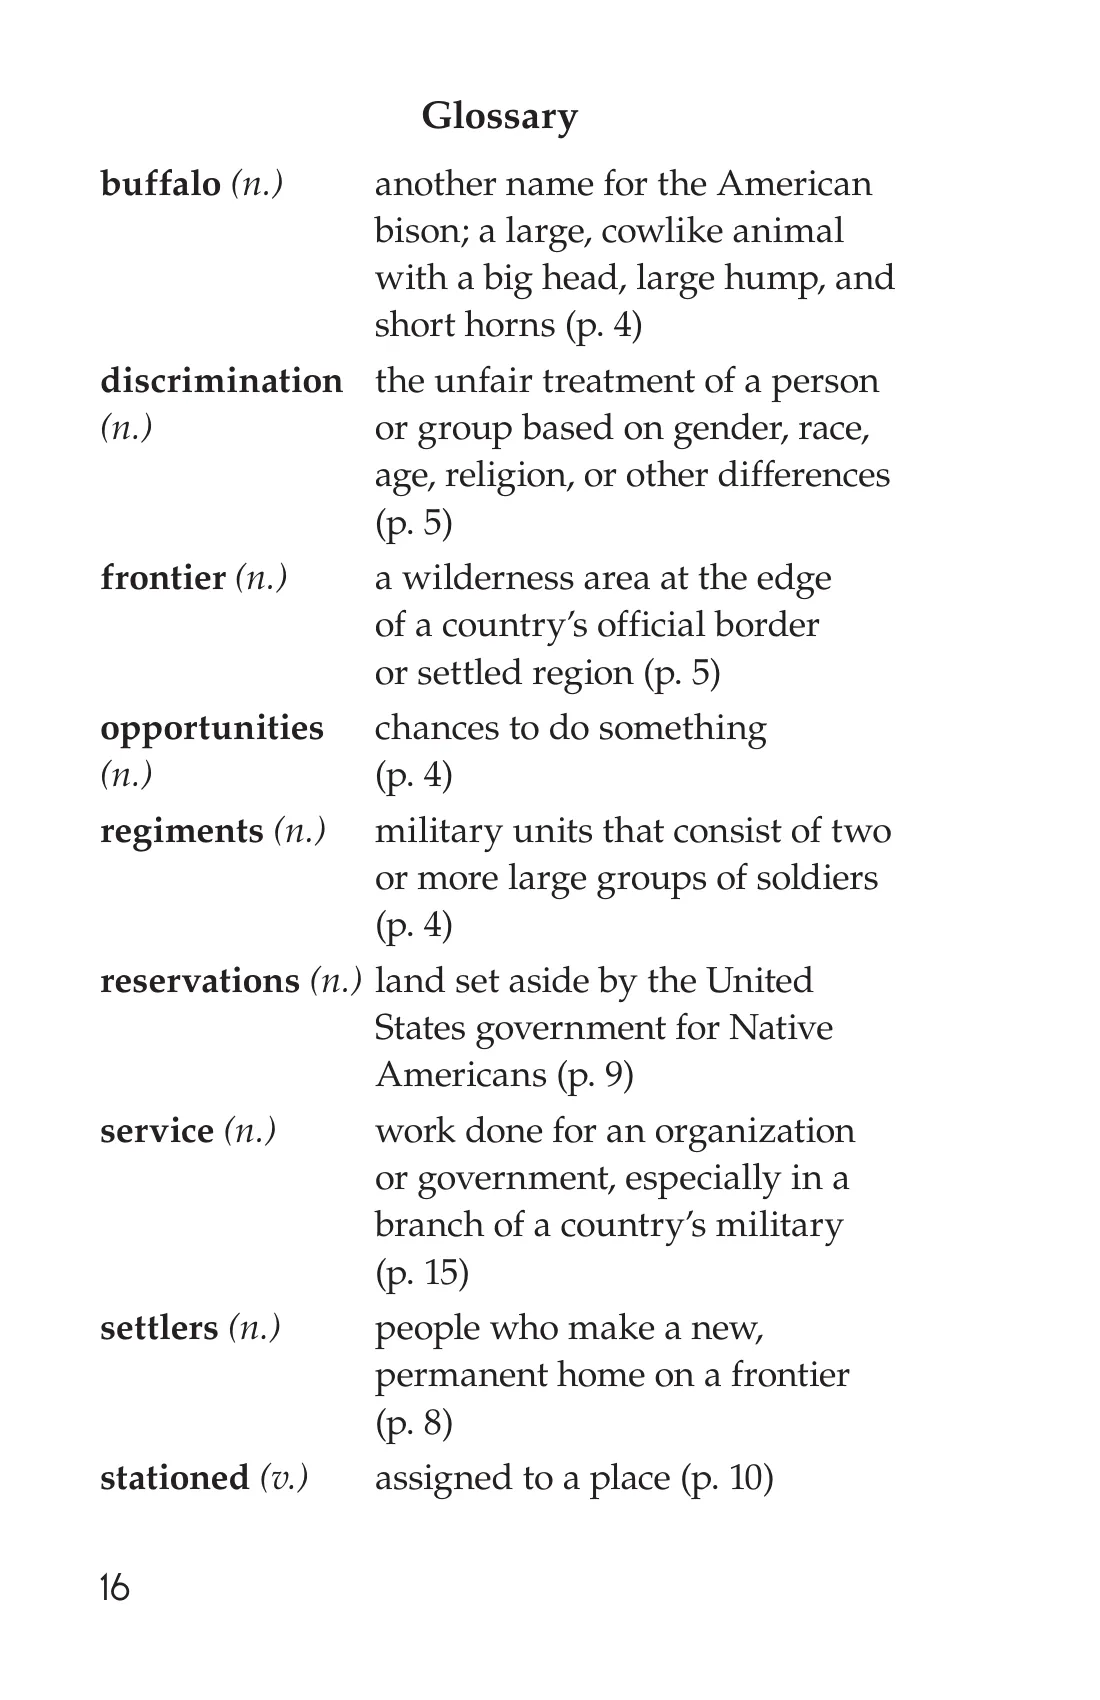 Glossary
buffalo (n.) another name for the American
bison; a large, cowlike animal
with a big head, large hump, and
short horns (p. 4)
discrimination the unfair treatment of a person
(n.) or group based on gender, race,
age, religion, or other differences
(p. 5)
frontier (n.) a wilderness area at the edge
of a country’s official border
or settled region (p. 5)
opportunities chances to do something
(n.) (p. 4)
regiments (n.) military units that consist of two
or more large groups of soldiers
(p. 4)
reservations (n.) land set aside by the United
States government for Native
Americans (p. 9)
service (n.) work done for an organization
or government, especially in a
branch of a country’s military
(p. 15)
settlers (n.) people who make a new,
permanent home on a frontier
(p. 8)
stationed (v.) assigned to a place (p. 10)
16